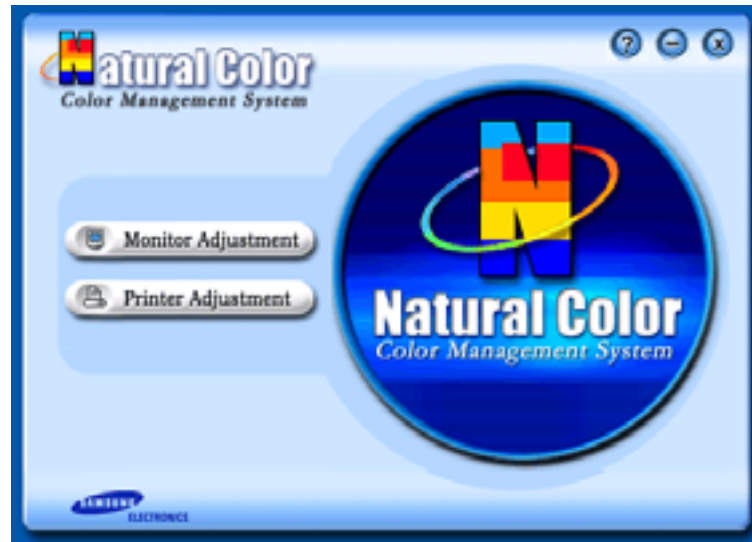 Natural Color
Color Management System
? – x
Monitor Adjustment
Printer Adjustment
N
Natural Color
Color Management System
SAMSUNG
ELECTRONICS